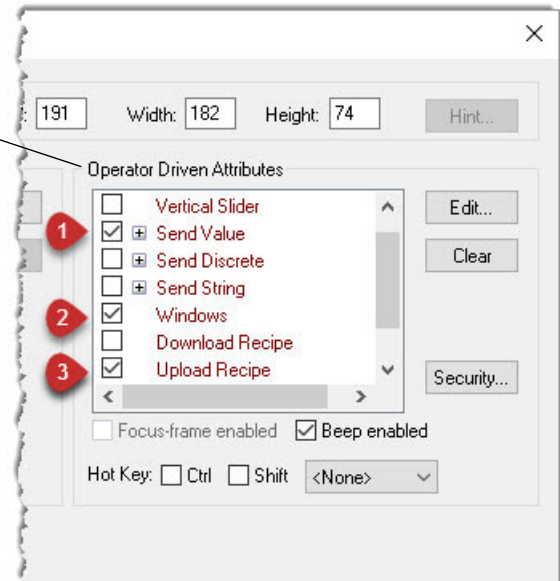 : 191 Width: 182 Height: 74 Hint...
Operator Driven Attributes
Vertical Slider
1 Send Value
Send Discrete
Send String
2 Windows
Download Recipe
3 Upload Recipe
Edit...
Clear
Security...
Focus-frame enabled Beep enabled
Hot Key: Ctrl Shift <None>